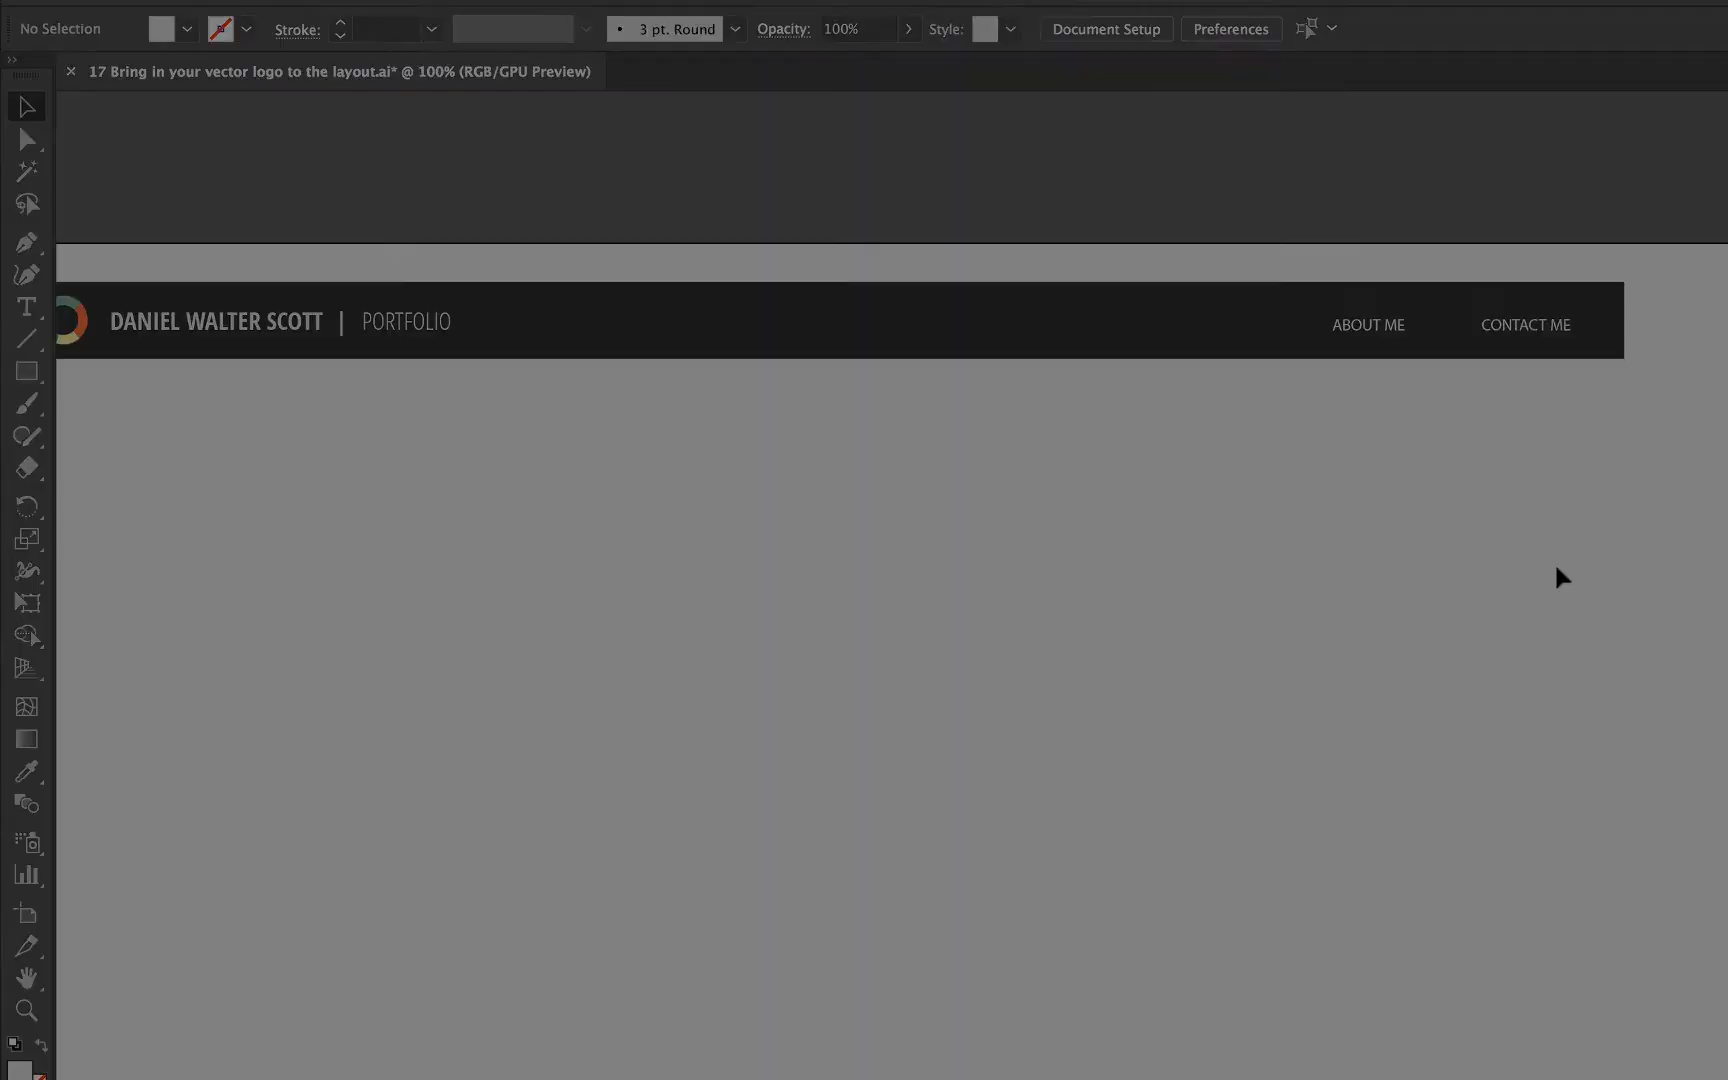 No Selection Stroke: 3 pt. Round Opacity: 100% Style: Document Setup Preferences
17 Bring in your vector logo to the layout.ai* @ 100% (RGB/GPU Preview)
DANIEL WALTER SCOTT | PORTFOLIO ABOUT ME CONTACT ME